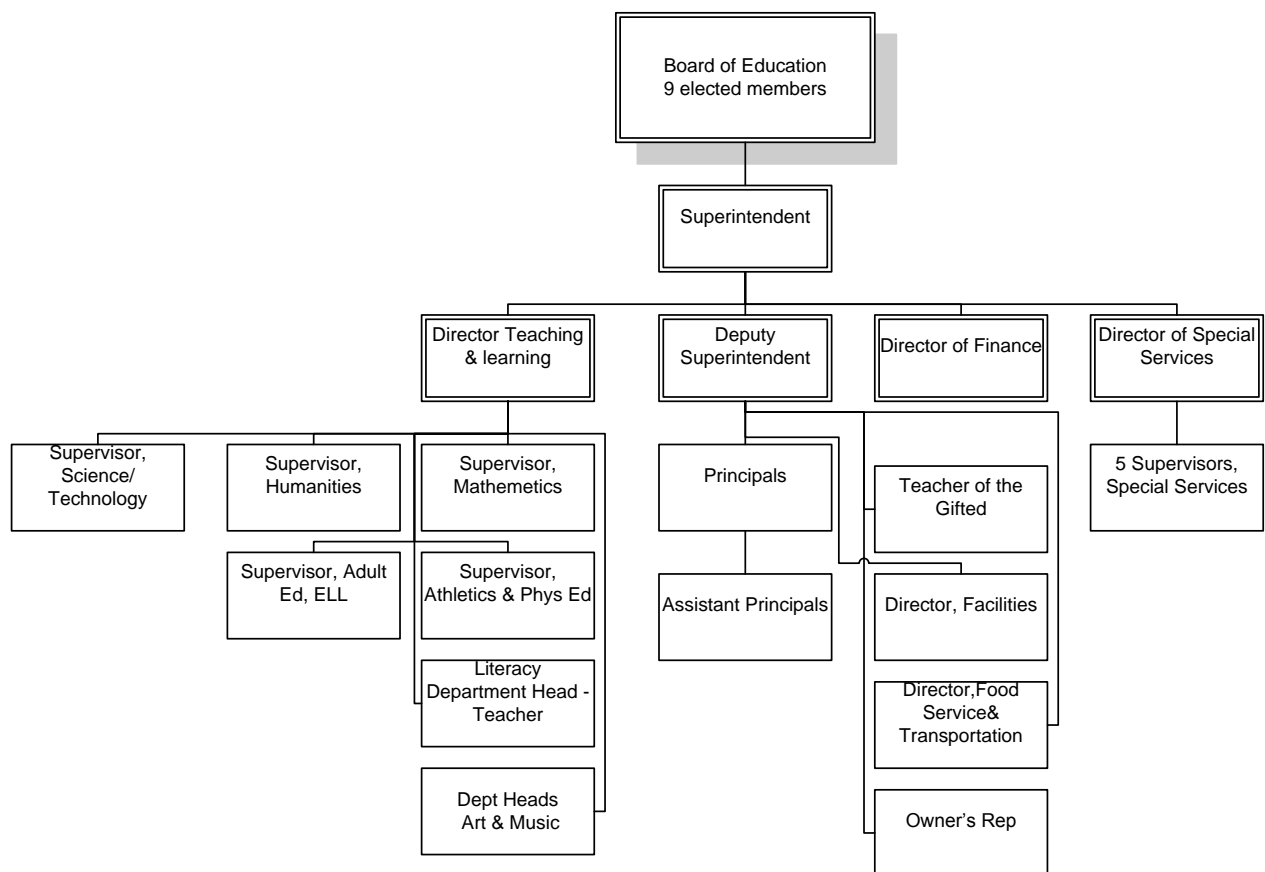 Board of Education
9 elected members
Superintendent
Director Teaching
& learning
Deputy
Superintendent
Director of Finance
Director of Special
Services
Supervisor,
Science/
Technology
Supervisor,
Humanities
Supervisor,
Mathemetics
Principals
Teacher of the
Gifted
5 Supervisors,
Special Services
Supervisor, Adult
Ed, ELL
Supervisor,
Athletics & Phys Ed
Assistant Principals
Director, Facilities
Literacy
Department Head -
Teacher
Director,Food
Service&
Transportation
Dept Heads
Art & Music
Owner's Rep